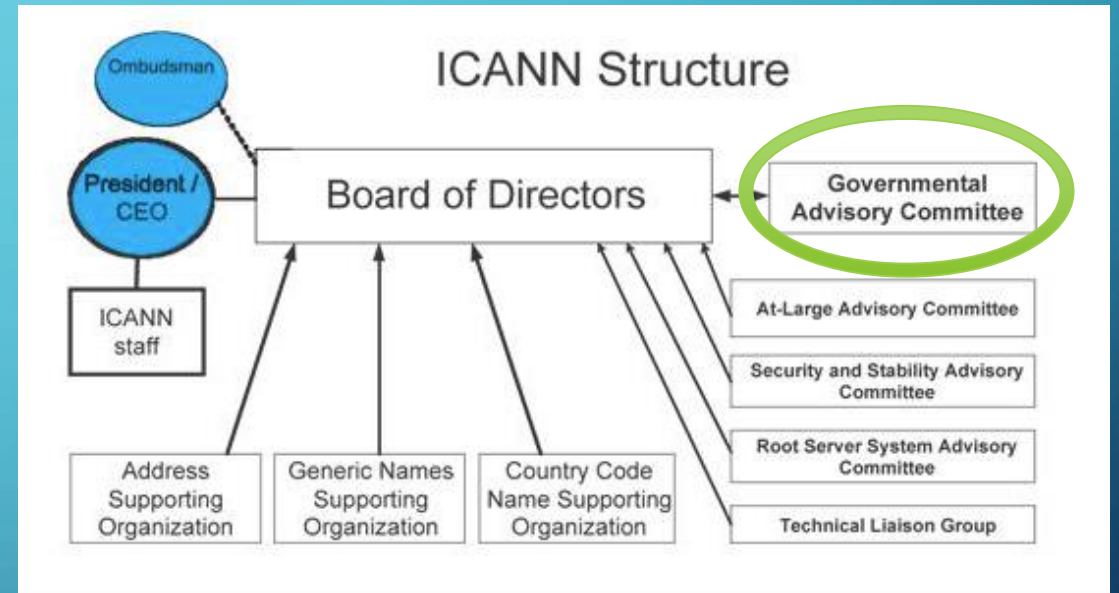 Ombudsman
ICANN Structure
President /
CEO
Board of Directors
Governmental
Advisory Committee
ICANN
staff
At-Large Advisory Committee
Security and Stability Advisory
Committee
Root Server System Advisory
Committee
Technical Liaison Group
Address
Supporting
Organization
Generic Names
Supporting
Organization
Country Code
Name Supporting
Organization